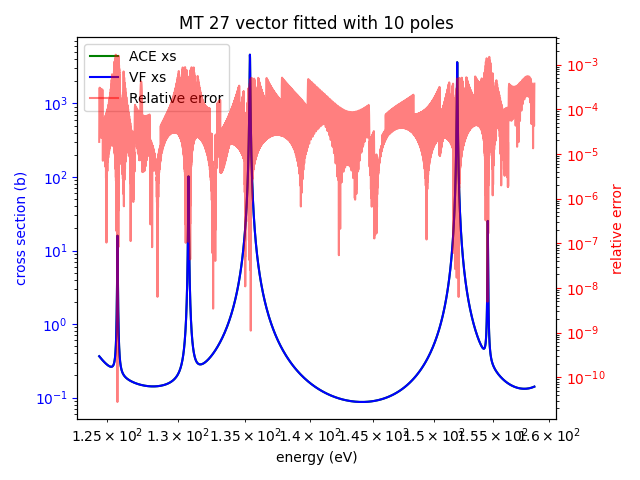 MT 27 vector fitted with 10 poles
ACE xs
VF xs
Relative error
10³
10²
10¹
10⁰
10⁻¹
cross section (b)
10⁻³
10⁻⁴
10⁻⁵
10⁻⁶
10⁻⁷
10⁻⁸
10⁻⁹
10⁻¹⁰
relative error
1.25×10² 1.3×10² 1.35×10² 1.4×10² 1.45×10² 1.5×10² 1.55×10² 1.6×10²
energy (eV)